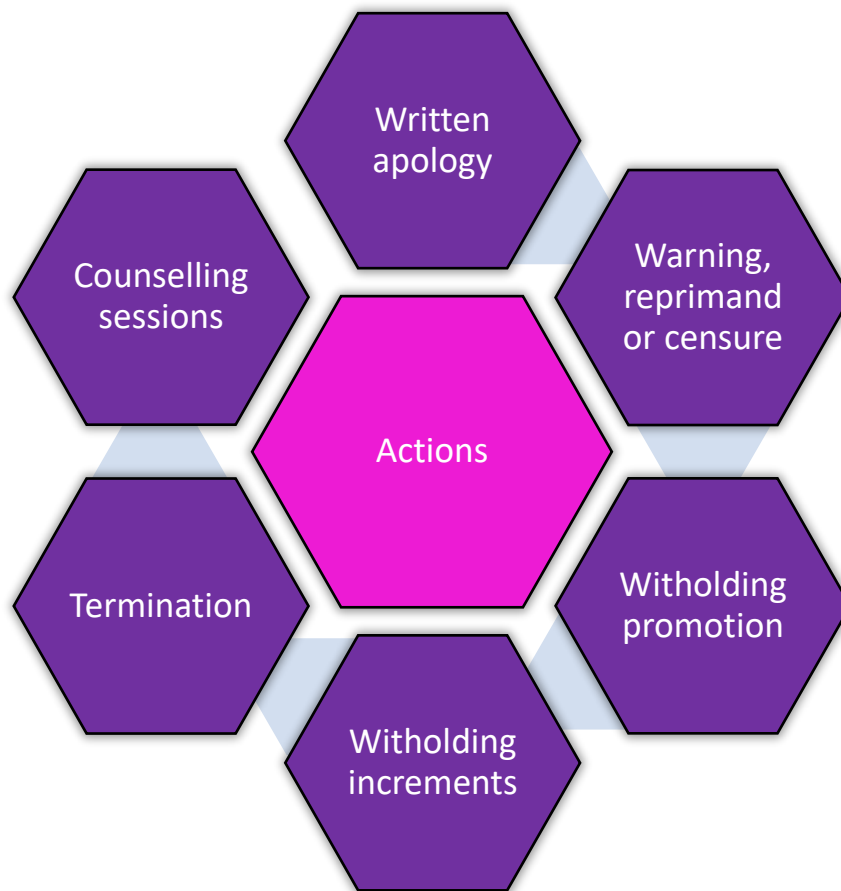 Written
apology
Warning,
reprimand
or censure
Witholding
promotion
Witholding
increments
Termination
Counselling
sessions
Actions